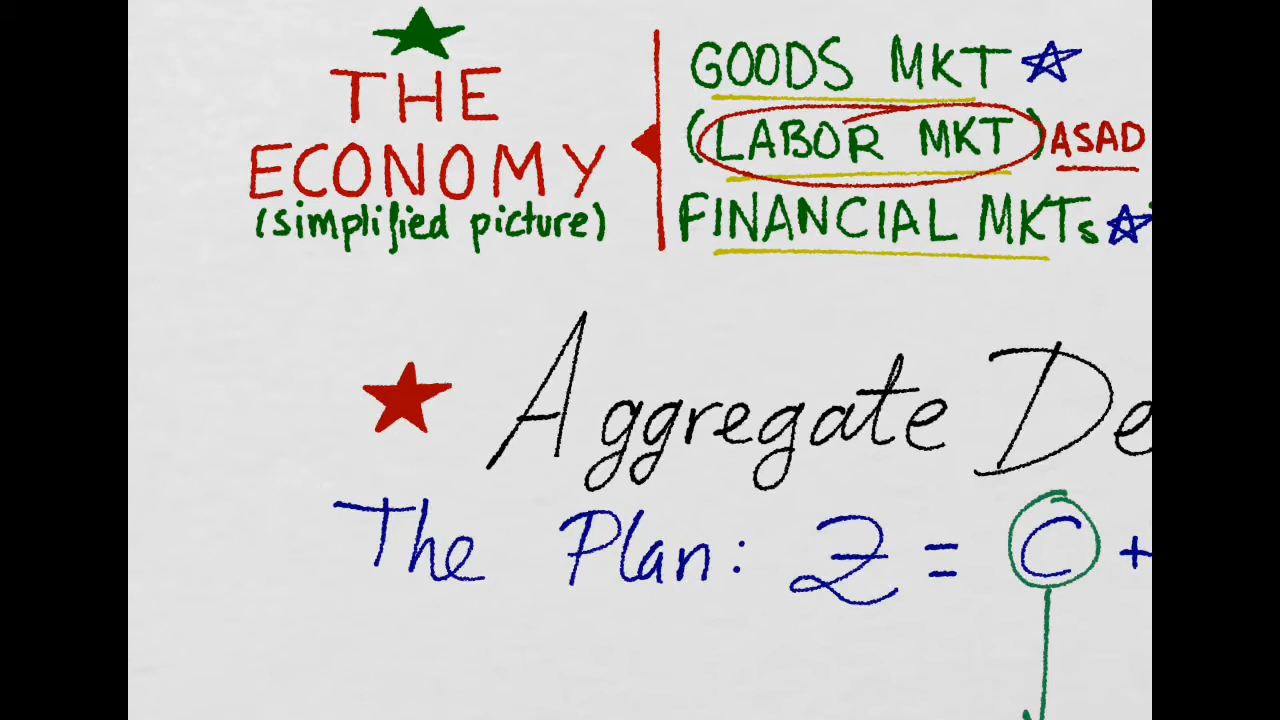 THE
ECONOMY
(simplified picture)
GOODS MKT
(LABOR MKT) ASAD
FINANCIAL MKTs
Aggregate De
The Plan: Z = C +